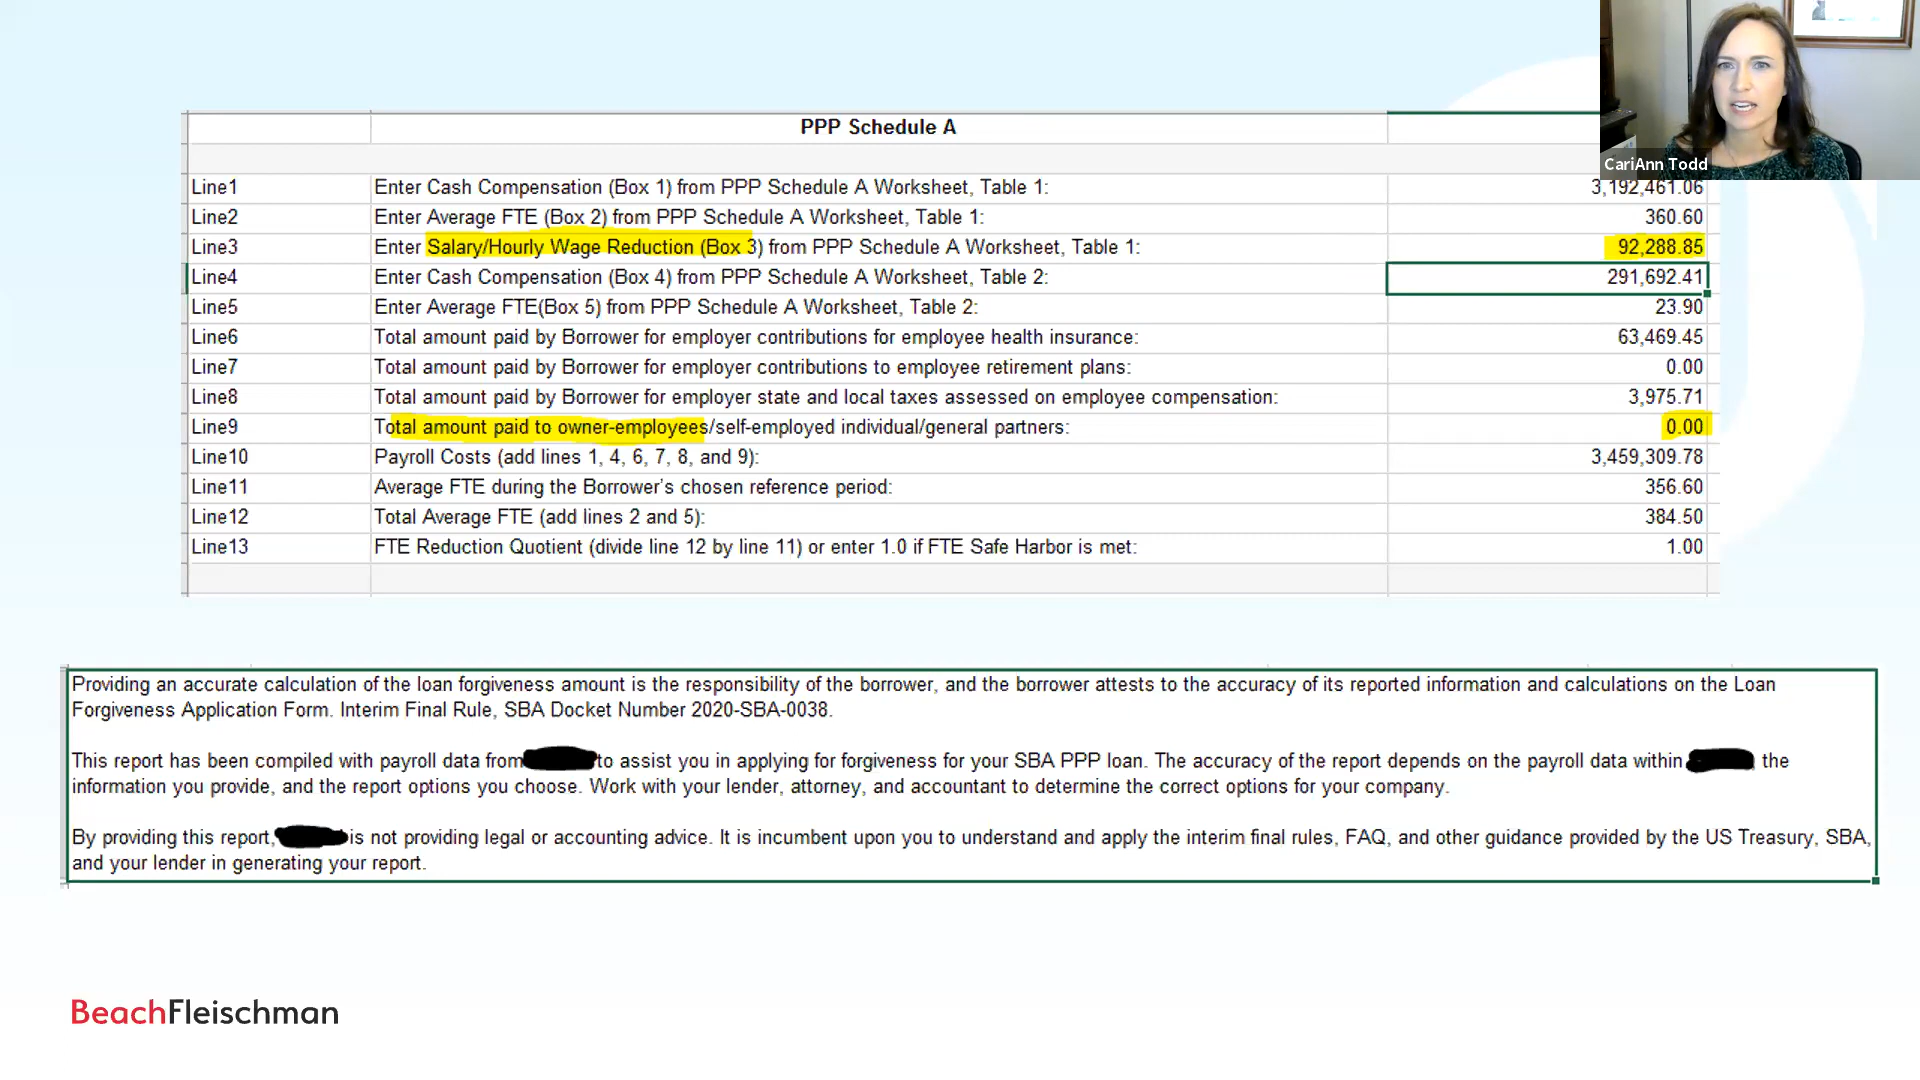 CariAnn Todd
PPP Schedule A
Line1 Enter Cash Compensation (Box 1) from PPP Schedule A Worksheet, Table 1: 3,192,461.06
Line2 Enter Average FTE (Box 2) from PPP Schedule A Worksheet, Table 1: 360.60
Line3 Enter Salary/Hourly Wage Reduction (Box 3) from PPP Schedule A Worksheet, Table 1: 92,288.85
Line4 Enter Cash Compensation (Box 4) from PPP Schedule A Worksheet, Table 2: 291,692.41
Line5 Enter Average FTE(Box 5) from PPP Schedule A Worksheet, Table 2: 23.90
Line6 Total amount paid by Borrower for employer contributions for employee health insurance: 63,469.45
Line7 Total amount paid by Borrower for employer contributions to employee retirement plans: 0.00
Line8 Total amount paid by Borrower for employer state and local taxes assessed on employee compensation: 3,975.71
Line9 Total amount paid to owner-employees/self-employed individual/general partners: 0.00
Line10 Payroll Costs (add lines 1, 4, 6, 7, 8, and 9): 3,459,309.78
Line11 Average FTE during the Borrower's chosen reference period: 356.60
Line12 Total Average FTE (add lines 2 and 5): 384.50
Line13 FTE Reduction Quotient (divide line 12 by line 11) or enter 1.0 if FTE Safe Harbor is met: 1.00
Providing an accurate calculation of the loan forgiveness amount is the responsibility of the borrower, and the borrower attests to the accuracy of its reported information and calculations on the Loan
Forgiveness Application Form. Interim Final Rule, SBA Docket Number 2020-SBA-0038.
This report has been compiled with payroll data from to assist you in applying for forgiveness for your SBA PPP loan. The accuracy of the report depends on the payroll data within the
information you provide, and the report options you choose. Work with your lender, attorney, and accountant to determine the correct options for your company.
By providing this report, is not providing legal or accounting advice. It is incumbent upon you to understand and apply the interim final rules, FAQ, and other guidance provided by the US Treasury, SBA,
and your lender in generating your report.
BeachFleischman